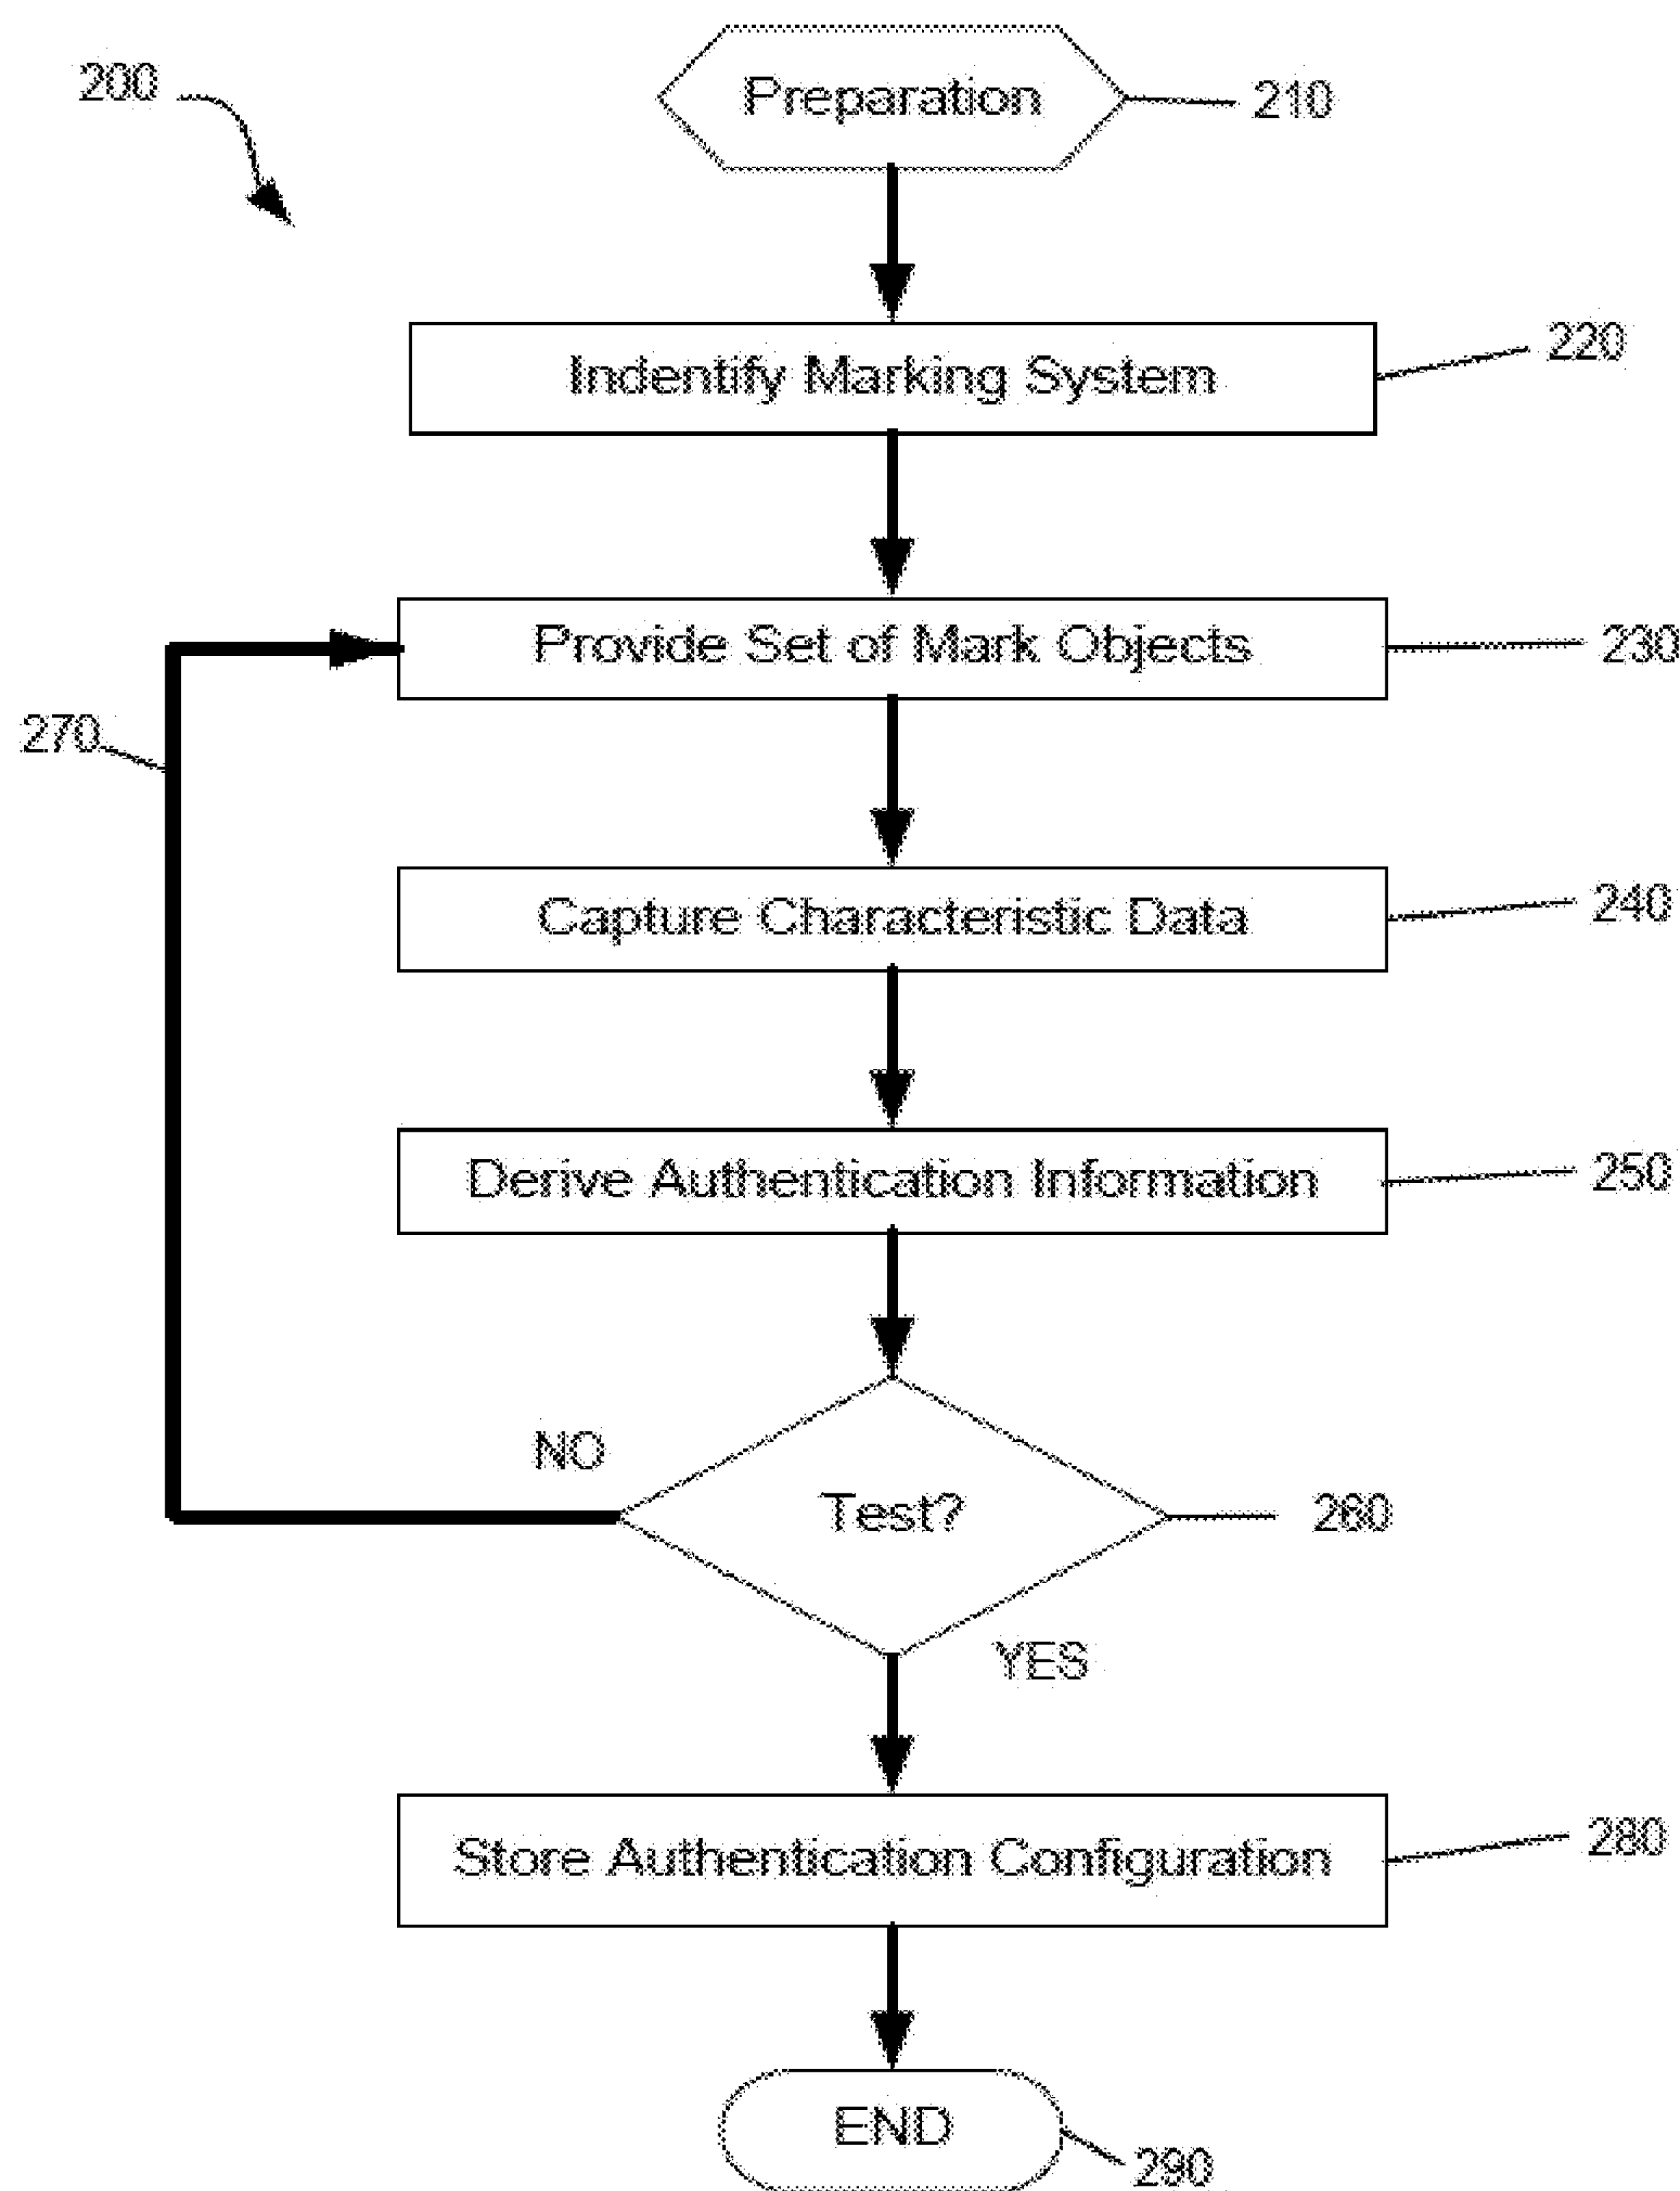 200
Preparation
210
Indentify Marking System
220
Provide Set of Mark Objects
230
270
Capture Characteristic Data
240
Derive Authentication Information
250
NO
Test?
260
YES
Store Authentication Configuration
280
END
290